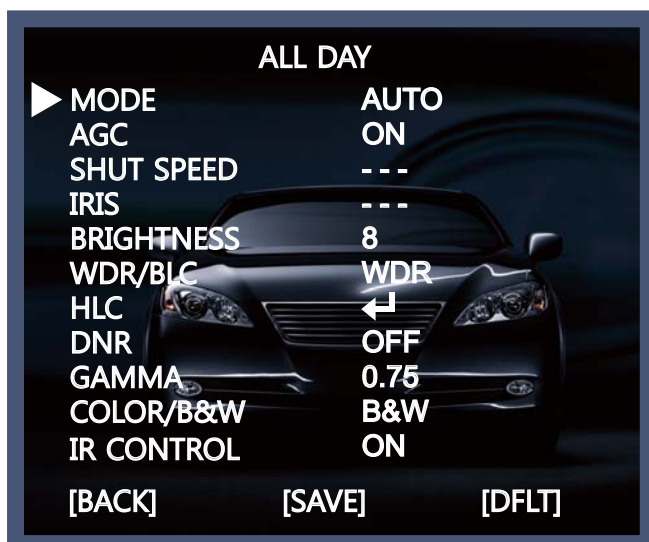 ALL DAY
MODE AUTO
AGC ON
SHUT SPEED - - -
IRIS - - -
BRIGHTNESS 8
WDR/BLC WDR
HLC ↵
DNR OFF
GAMMA 0.75
COLOR/B&W B&W
IR CONTROL ON
[BACK] [SAVE] [DFLT]